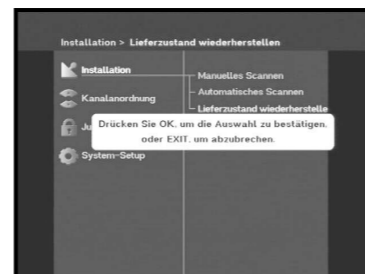 Installation > Lieferzustand wiederherstellen
Installation
Manuelles Scannen
Kanalanordnung
Automatisches Scannen
Lieferzustand wiederherstelle
Drücken Sie OK, um die Auswahl zu bestätigen,
oder EXIT, um abzubrechen.
System-Setup